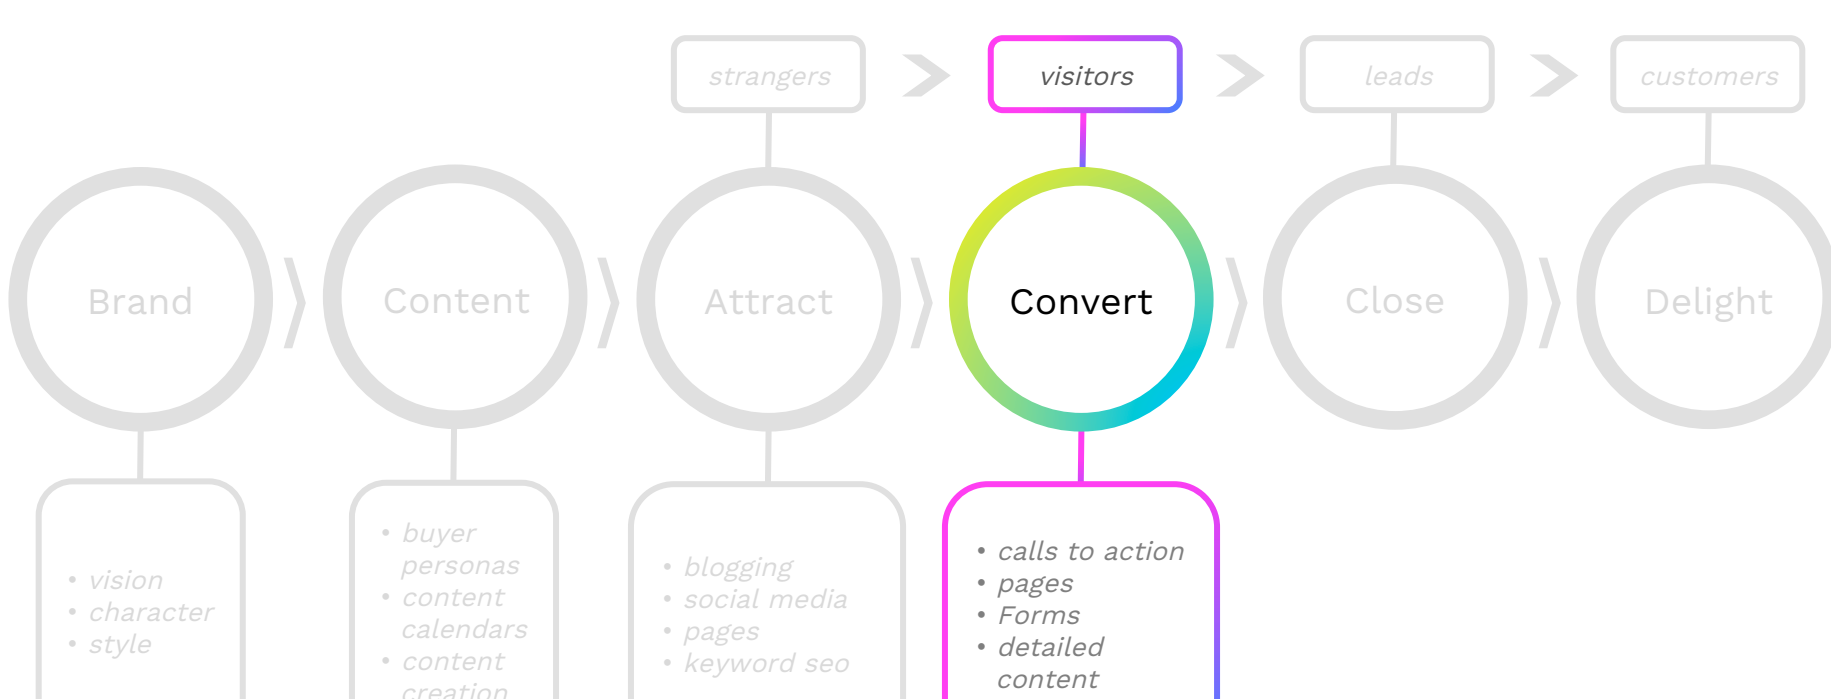 strangers
visitors
leads
customers
Brand
Content
Attract
Convert
Close
Delight
• vision
• character
• style
• buyer
personas
• content
calendars
• content
creation
• blogging
• social media
• pages
• keyword seo
• calls to action
• pages
• Forms
• detailed
content